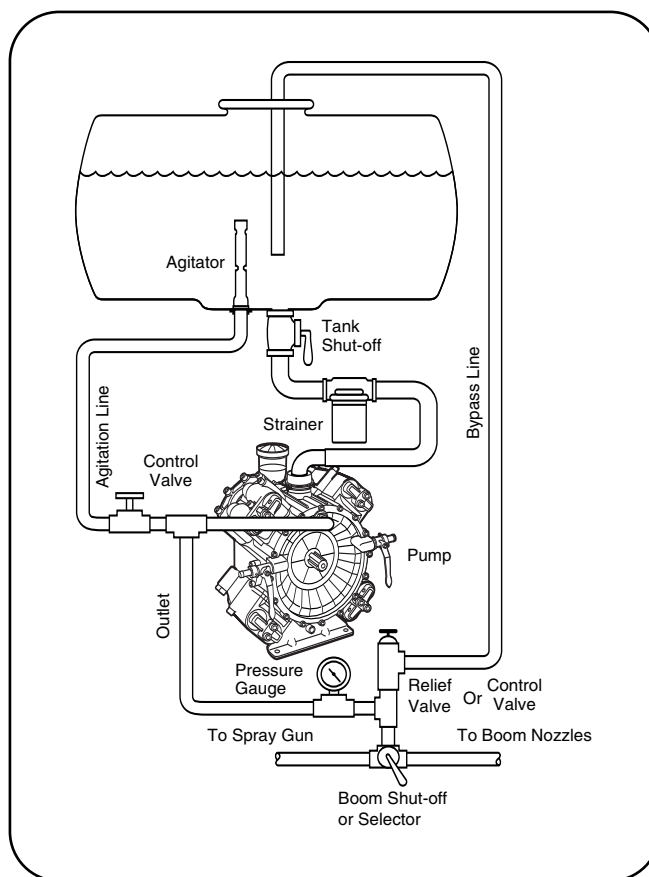 Agitator
Tank
Shut-off
Bypass Line
Strainer
Agitation Line
Control
Valve
Pump
Outlet
Pressure
Gauge
Relief
Valve
Or
Control
Valve
To Spray Gun
To Boom Nozzles
Boom Shut-off
or Selector